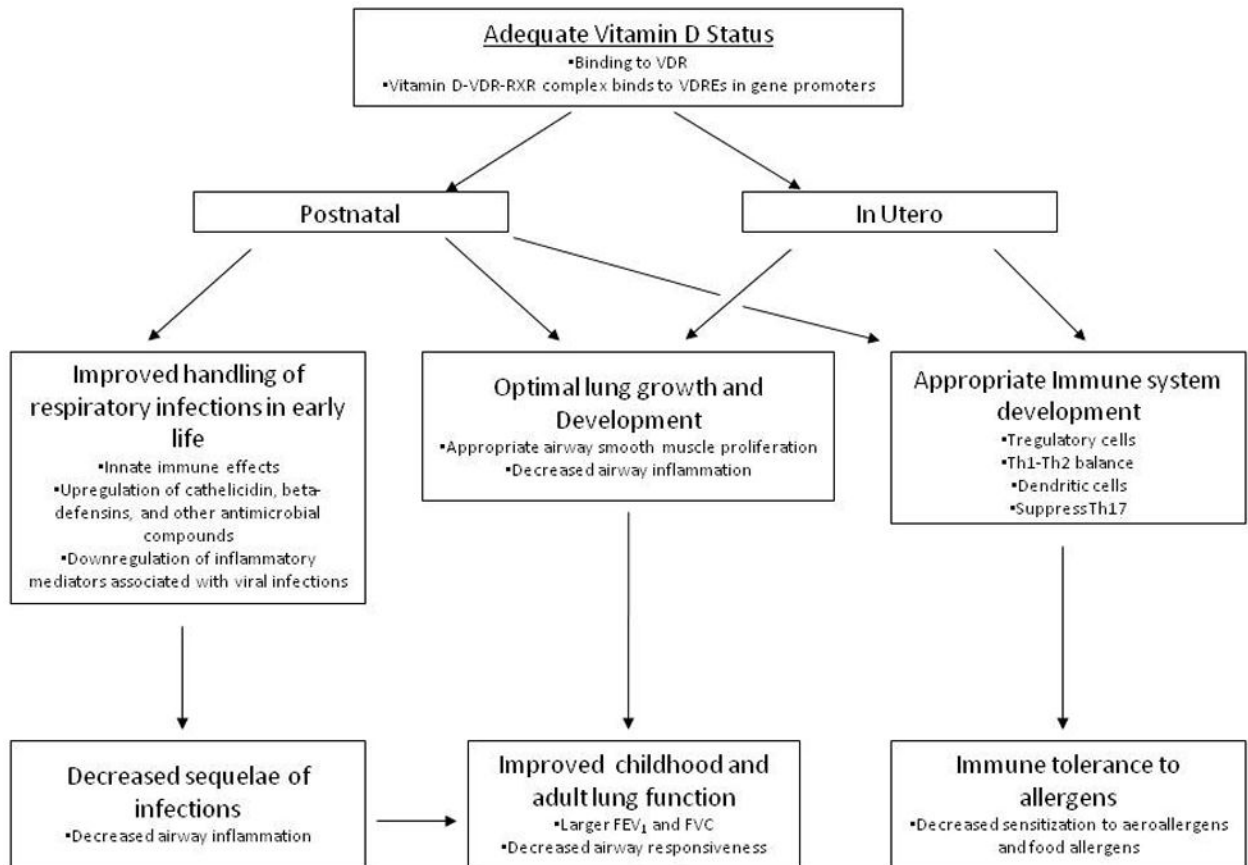 Adequate Vitamin D Status
▪Binding to VDR
▪Vitamin D-VDR-RXR complex binds to VDREs in gene promoters
Postnatal
In Utero
Improved handling of
respiratory infections in early
life
▪Innate immune effects
▪Upregulation of cathelicidin, beta-
defensins, and other antimicrobial
compounds
▪Downregulation of inflammatory
mediators associated with viral infections
Optimal lung growth and
Development
▪Appropriate airway smooth muscle proliferation
▪Decreased airway inflammation
Appropriate Immune system
development
▪Tregulatory cells
▪Th1-Th2 balance
▪Dendritic cells
▪SuppressTh17
Decreased sequelae of
infections
▪Decreased airway inflammation
Improved childhood and
adult lung function
▪Larger FEV₁ and FVC
▪Decreased airway responsiveness
Immune tolerance to
allergens
▪Decreased sensitization to aeroallergens
and food allergens